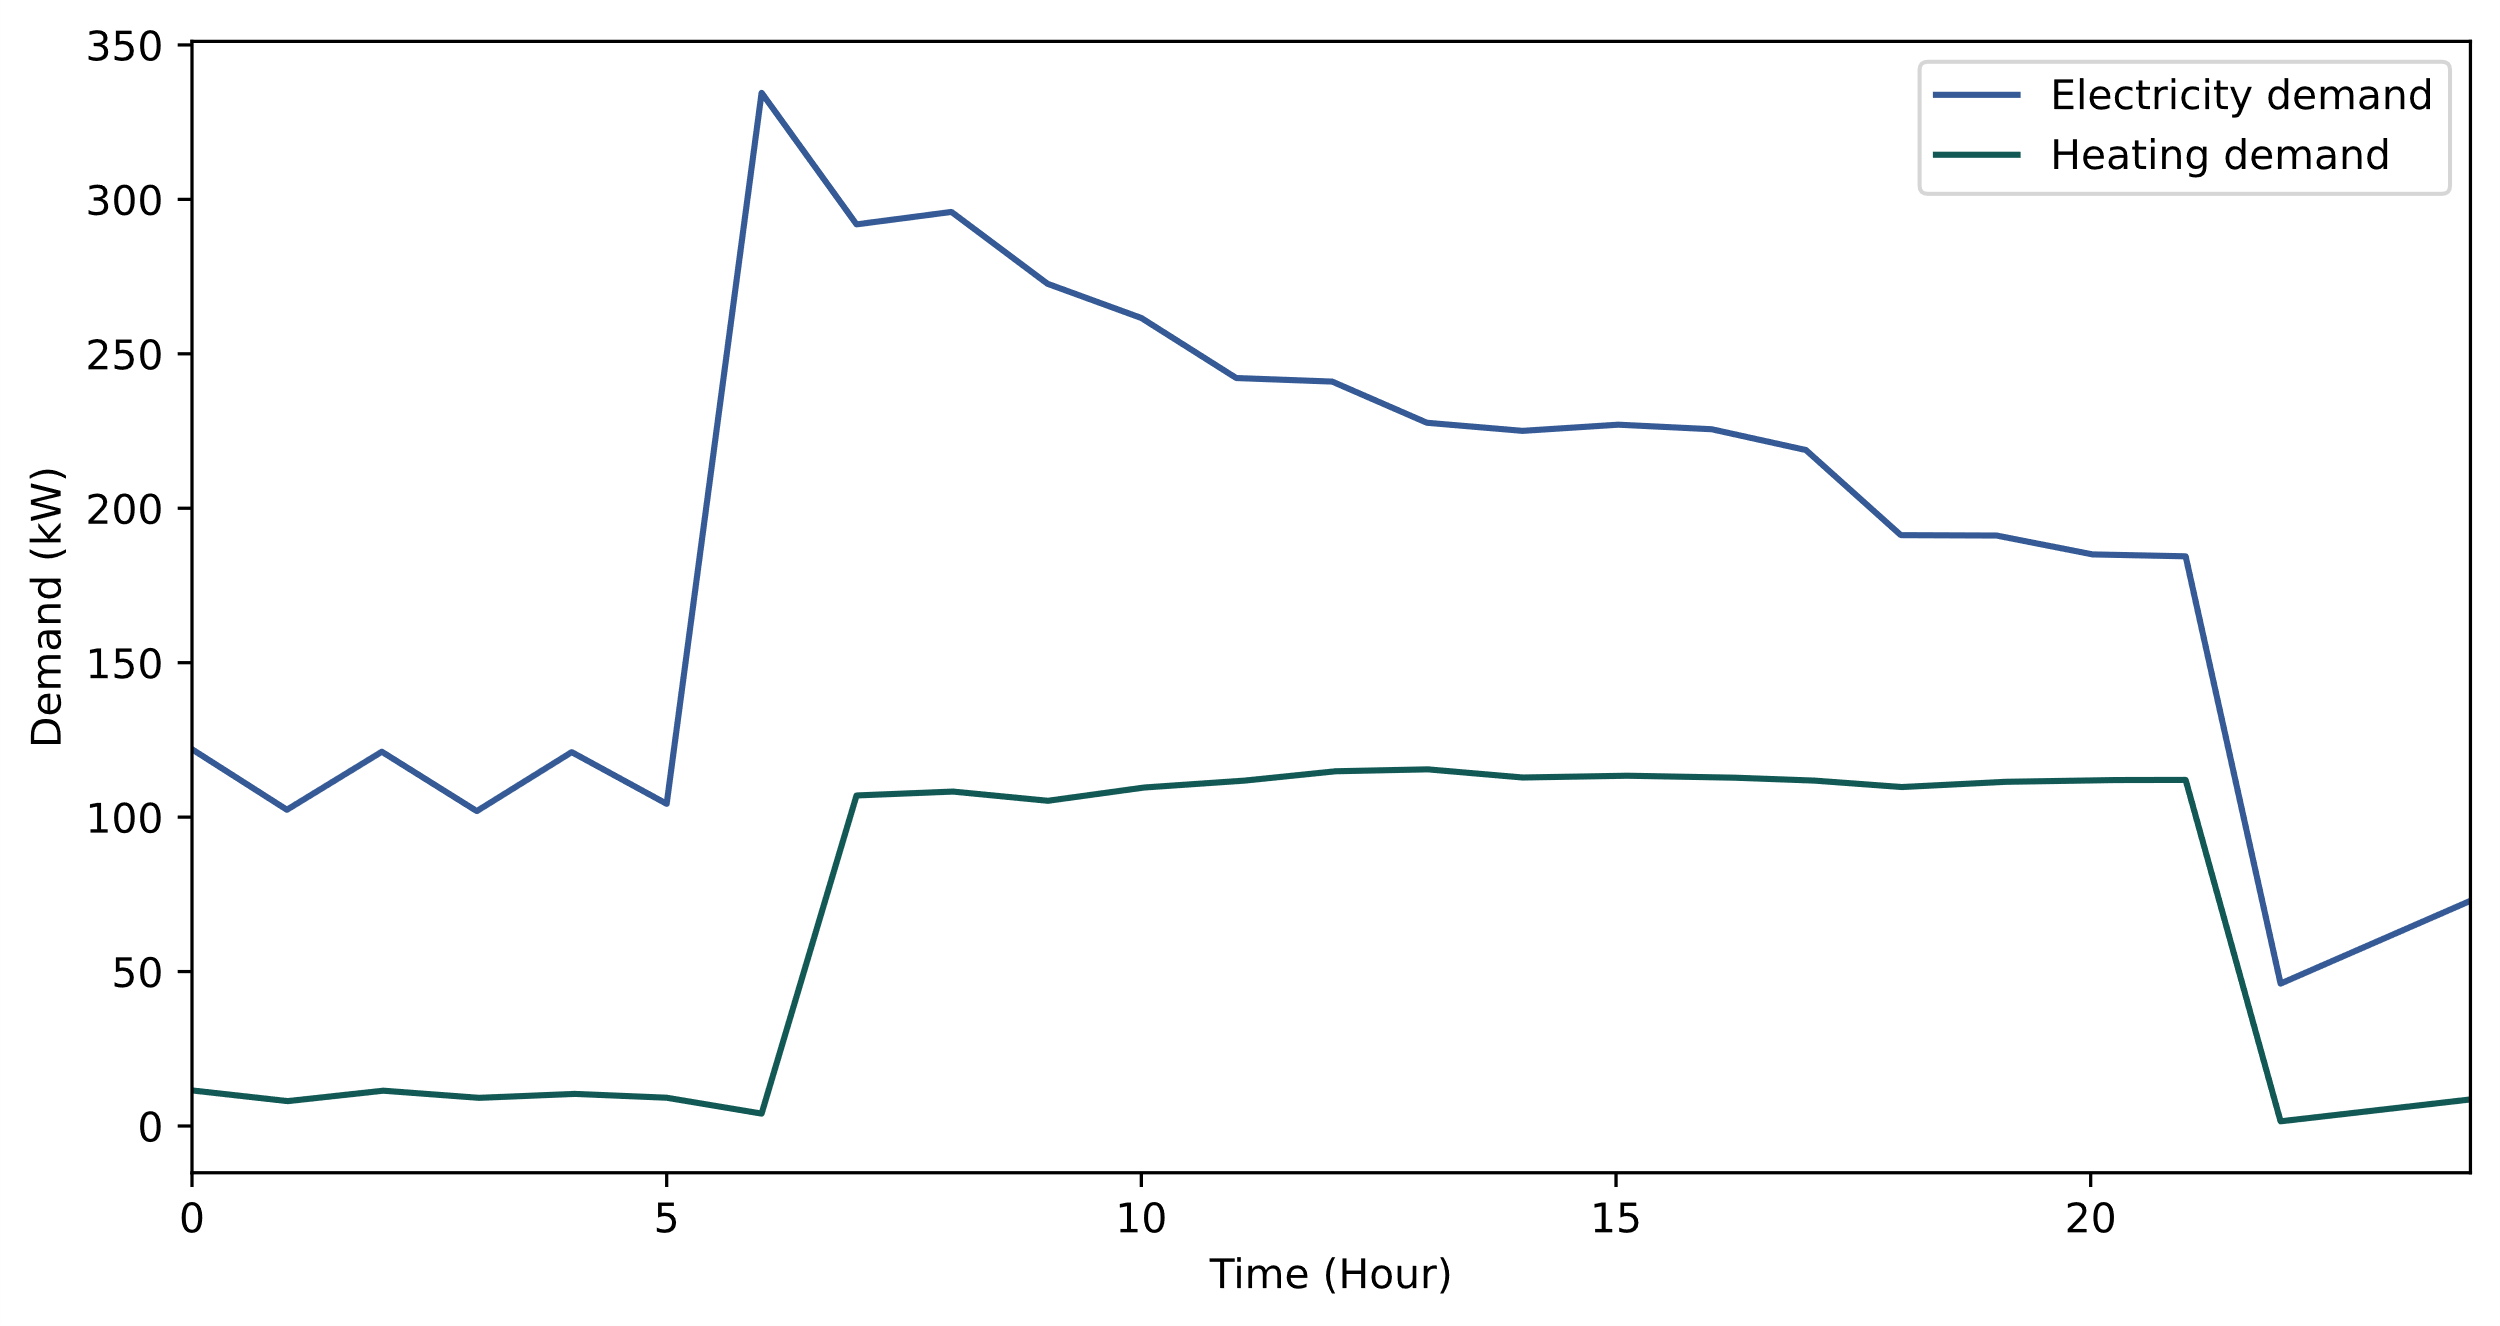 350
300
250
200
150
100
50
0
Demand (kW)
Electricity demand
Heating demand
0 5 10 15 20
Time (Hour)